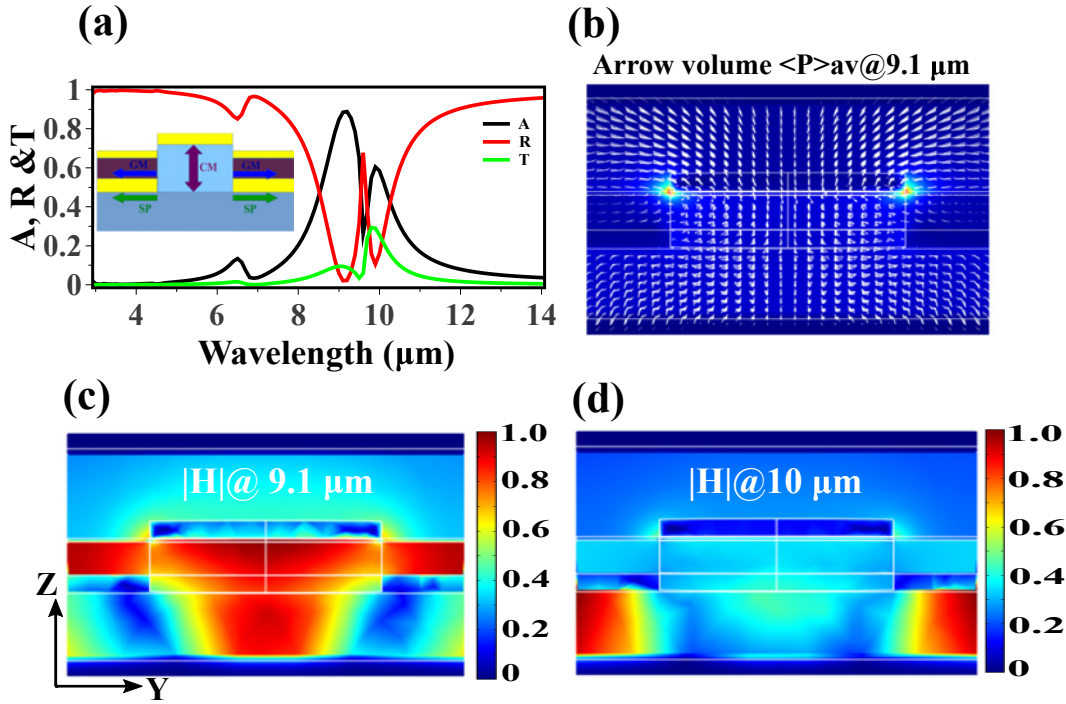 (a)
A, R &T
1
0.8
0.6
0.4
0.2
0
4
6
8
10
12
14
Wavelength (µm)
A
R
T
GM
CM
GM
SP
SP
(b)
Arrow volume <P>av@9.1 µm
(c)
|H|@ 9.1 µm
1.0
0.8
0.6
0.4
0.2
0
Z
Y
(d)
|H|@10 µm
1.0
0.8
0.6
0.4
0.2
0